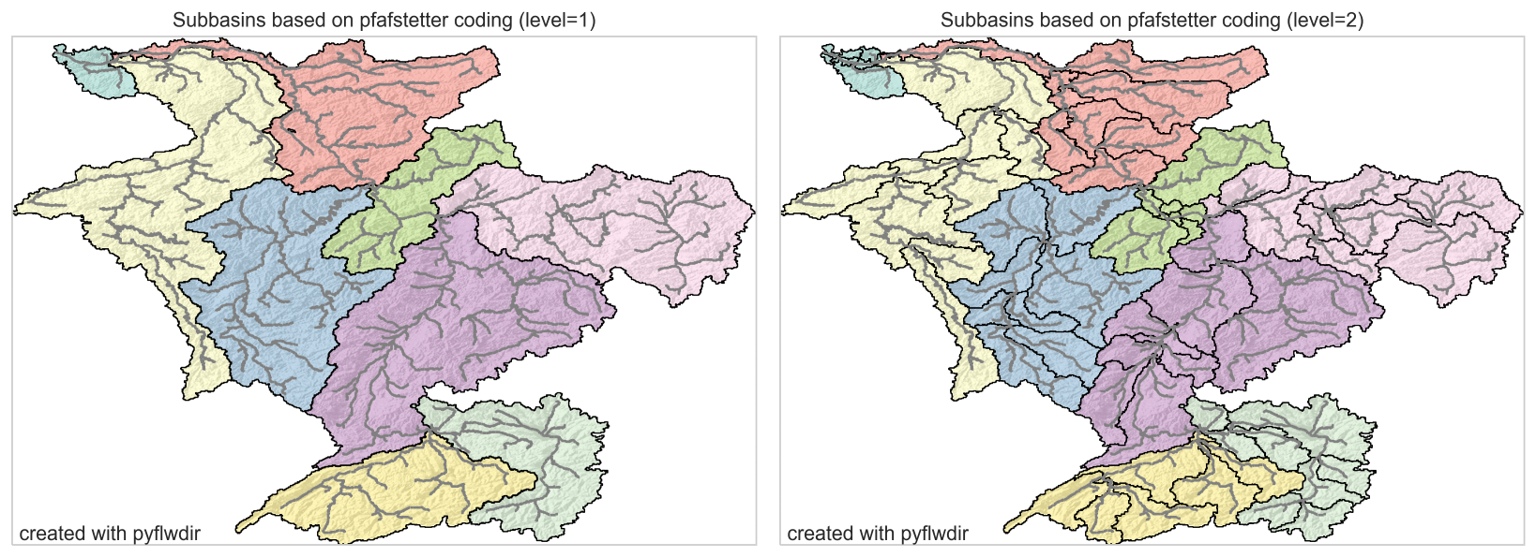 Subbasins based on pfafstetter coding (level=1)
Subbasins based on pfafstetter coding (level=2)
created with pyflwdir
created with pyflwdir